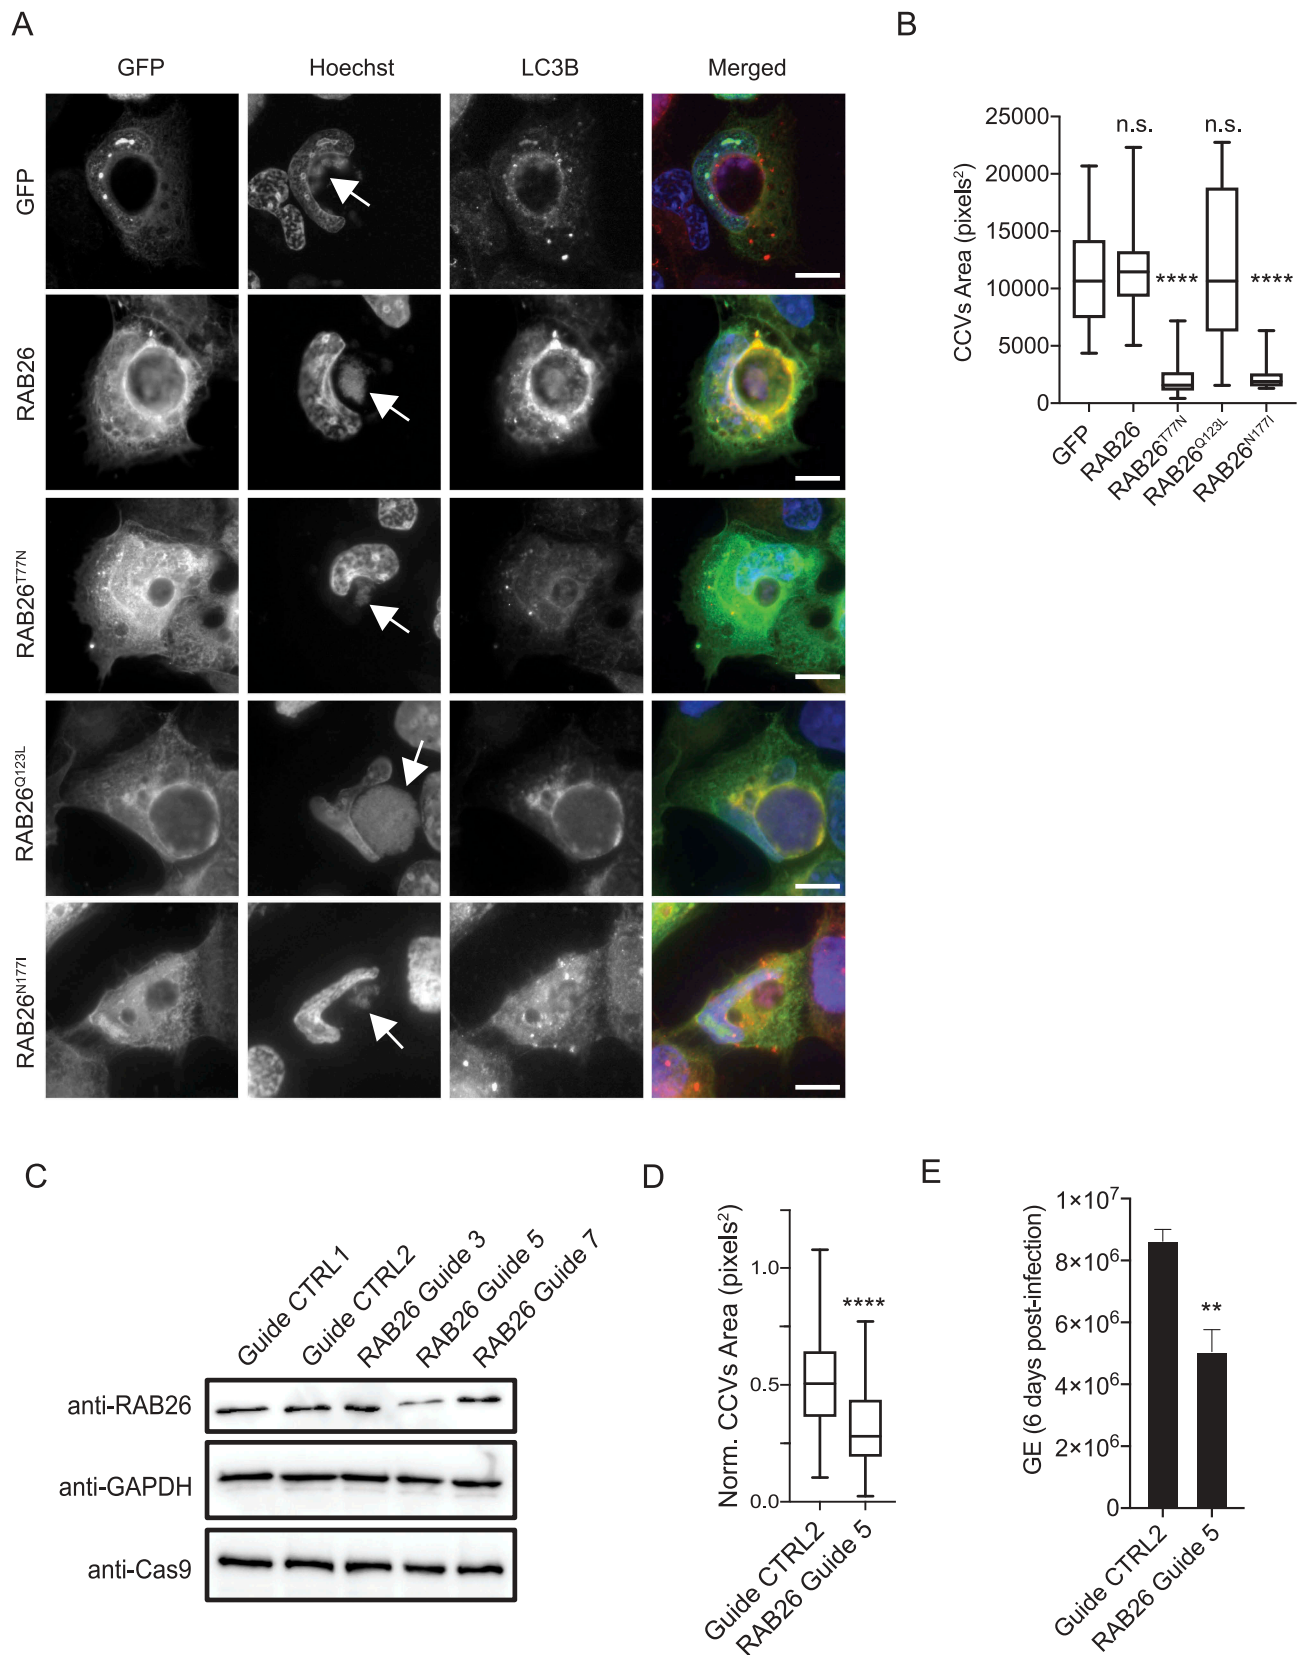 A
GFP Hoechst LC3B Merged
GFP
RAB26
RAB26T77N
RAB26Q123L
RAB26N177I
B
CCVs Area (pixels2)
25000
20000
15000
10000
5000
0
n.s.
****
n.s.
****
GFP
RAB26
RAB26T77N
RAB26Q123L
RAB26N177I
C
Guide CTRL1
Guide CTRL2
RAB26 Guide 3
RAB26 Guide 5
RAB26 Guide 7
anti-RAB26
anti-GAPDH
anti-Cas9
D
Norm. CCVs Area (pixels2)
1.0
0.5
0.0
****
Guide CTRL2
RAB26 Guide 5
E
GE (6 days post-infection)
1×10⁷
8×10⁶
6×10⁶
4×10⁶
2×10⁶
0
**
Guide CTRL2
RAB26 Guide 5